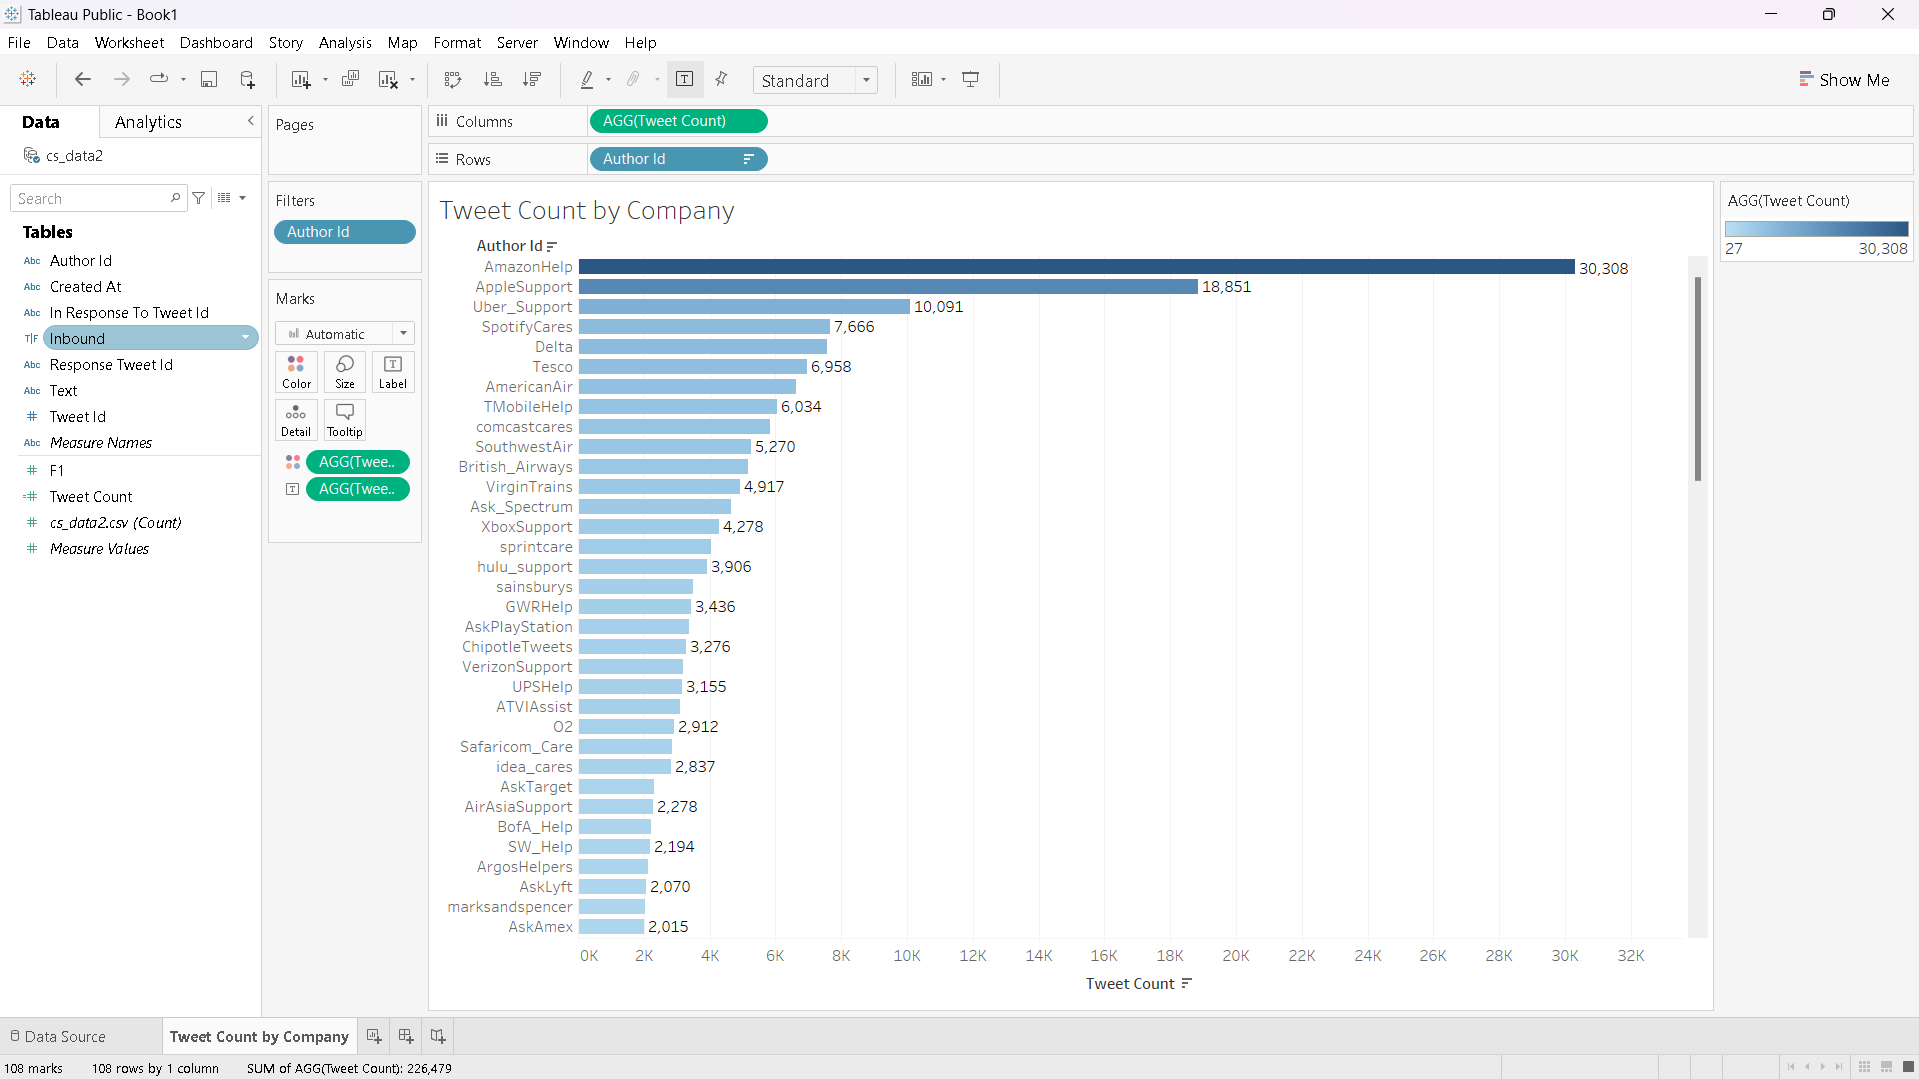 Tableau Public - Book1
File Data Worksheet Dashboard Story Analysis Map Format Server Window Help
Standard
Show Me
Data
Analytics
cs_data2
Search
Tables
Abc Author Id
Abc Created At
Abc In Response To Tweet Id
T|F Inbound
Abc Response Tweet Id
Abc Text
# Tweet Id
Abc Measure Names
# F1
=# Tweet Count
# cs_data2.csv (Count)
# Measure Values
Pages
Filters
Author Id
Marks
Automatic
Color
Size
Label
Detail
Tooltip
AGG(Twee..
AGG(Twee..
Columns
AGG(Tweet Count)
Rows
Author Id
Tweet Count by Company
Author Id
AmazonHelp 30,308
AppleSupport 18,851
Uber_Support 10,091
SpotifyCares 7,666
Delta
Tesco 6,958
AmericanAir
TMobileHelp 6,034
comcastcares
SouthwestAir 5,270
British_Airways
VirginTrains 4,917
Ask_Spectrum
XboxSupport 4,278
sprintcare
hulu_support 3,906
sainsburys
GWRHelp 3,436
AskPlayStation
ChipotleTweets 3,276
VerizonSupport
UPSHelp 3,155
ATVIAssist
O2 2,912
Safaricom_Care
idea_cares 2,837
AskTarget
AirAsiaSupport 2,278
BofA_Help
SW_Help 2,194
ArgosHelpers
AskLyft 2,070
marksandspencer
AskAmex 2,015
0K 2K 4K 6K 8K 10K 12K 14K 16K 18K 20K 22K 24K 26K 28K 30K 32K
Tweet Count
AGG(Tweet Count)
27 30,308
Data Source
Tweet Count by Company
108 marks 108 rows by 1 column SUM of AGG(Tweet Count): 226,479